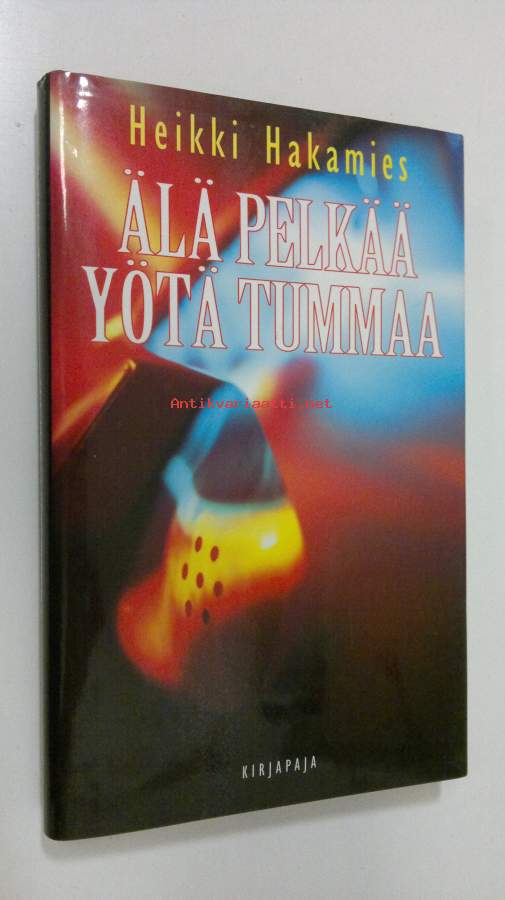 Heikki Hakamies
ÄLÄ PELKÄÄ
YÖTÄ TUMMAA
Antikvariaatti.net
KIRJAPAJA